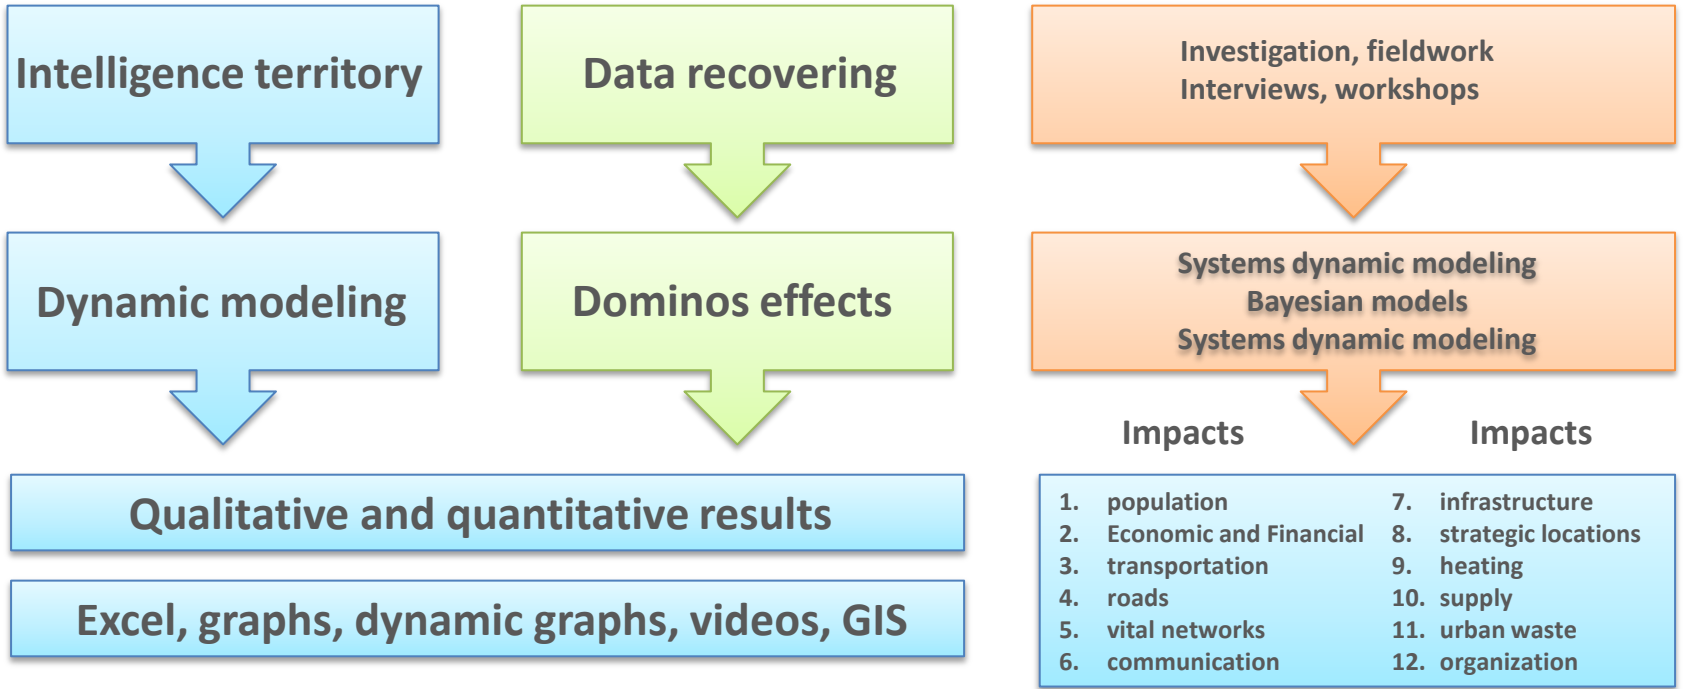 Intelligence territory
Data recovering
Investigation, fieldwork
Interviews, workshops
Dynamic modeling
Dominos effects
Systems dynamic modeling
Bayesian models
Systems dynamic modeling
Impacts
Impacts
Qualitative and quantitative results
Excel, graphs, dynamic graphs, videos, GIS
1. population
2. Economic and Financial
3. transportation
4. roads
5. vital networks
6. communication
7. infrastructure
8. strategic locations
9. heating
10. supply
11. urban waste
12. organization